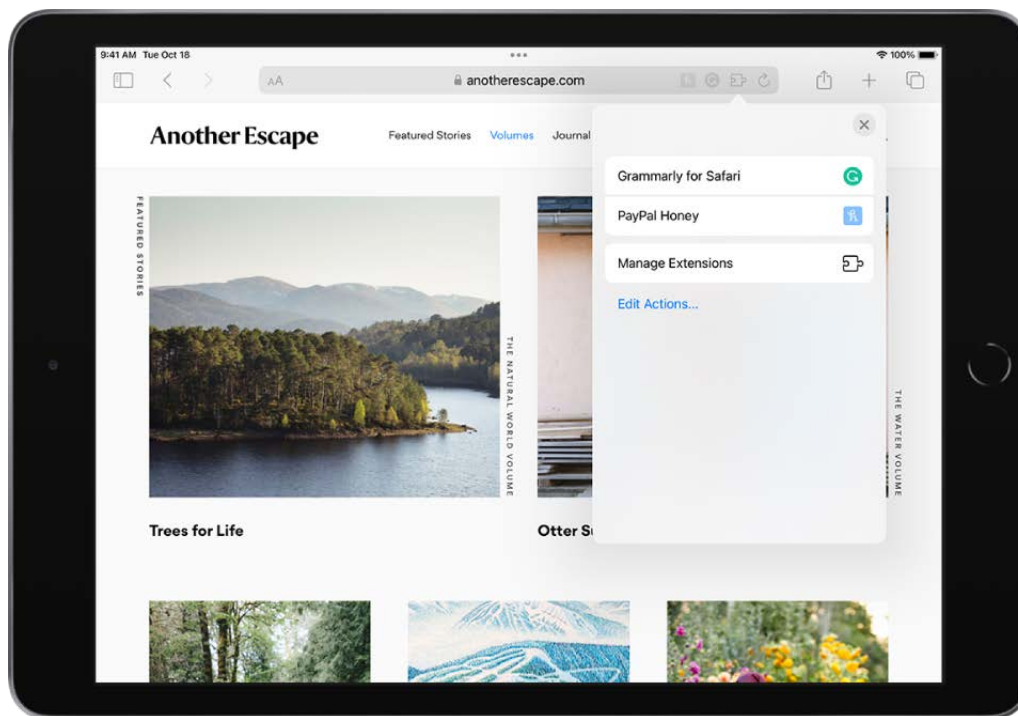 9:41 AM Tue Oct 18
100%
AA
anotherescape.com
Another Escape
Featured Stories Volumes Journal
Grammarly for Safari
PayPal Honey
Manage Extensions
Edit Actions...
FEATURED STORIES
THE NATURAL WORLD VOLUME
THE WATER VOLUME
Trees for Life
Otter